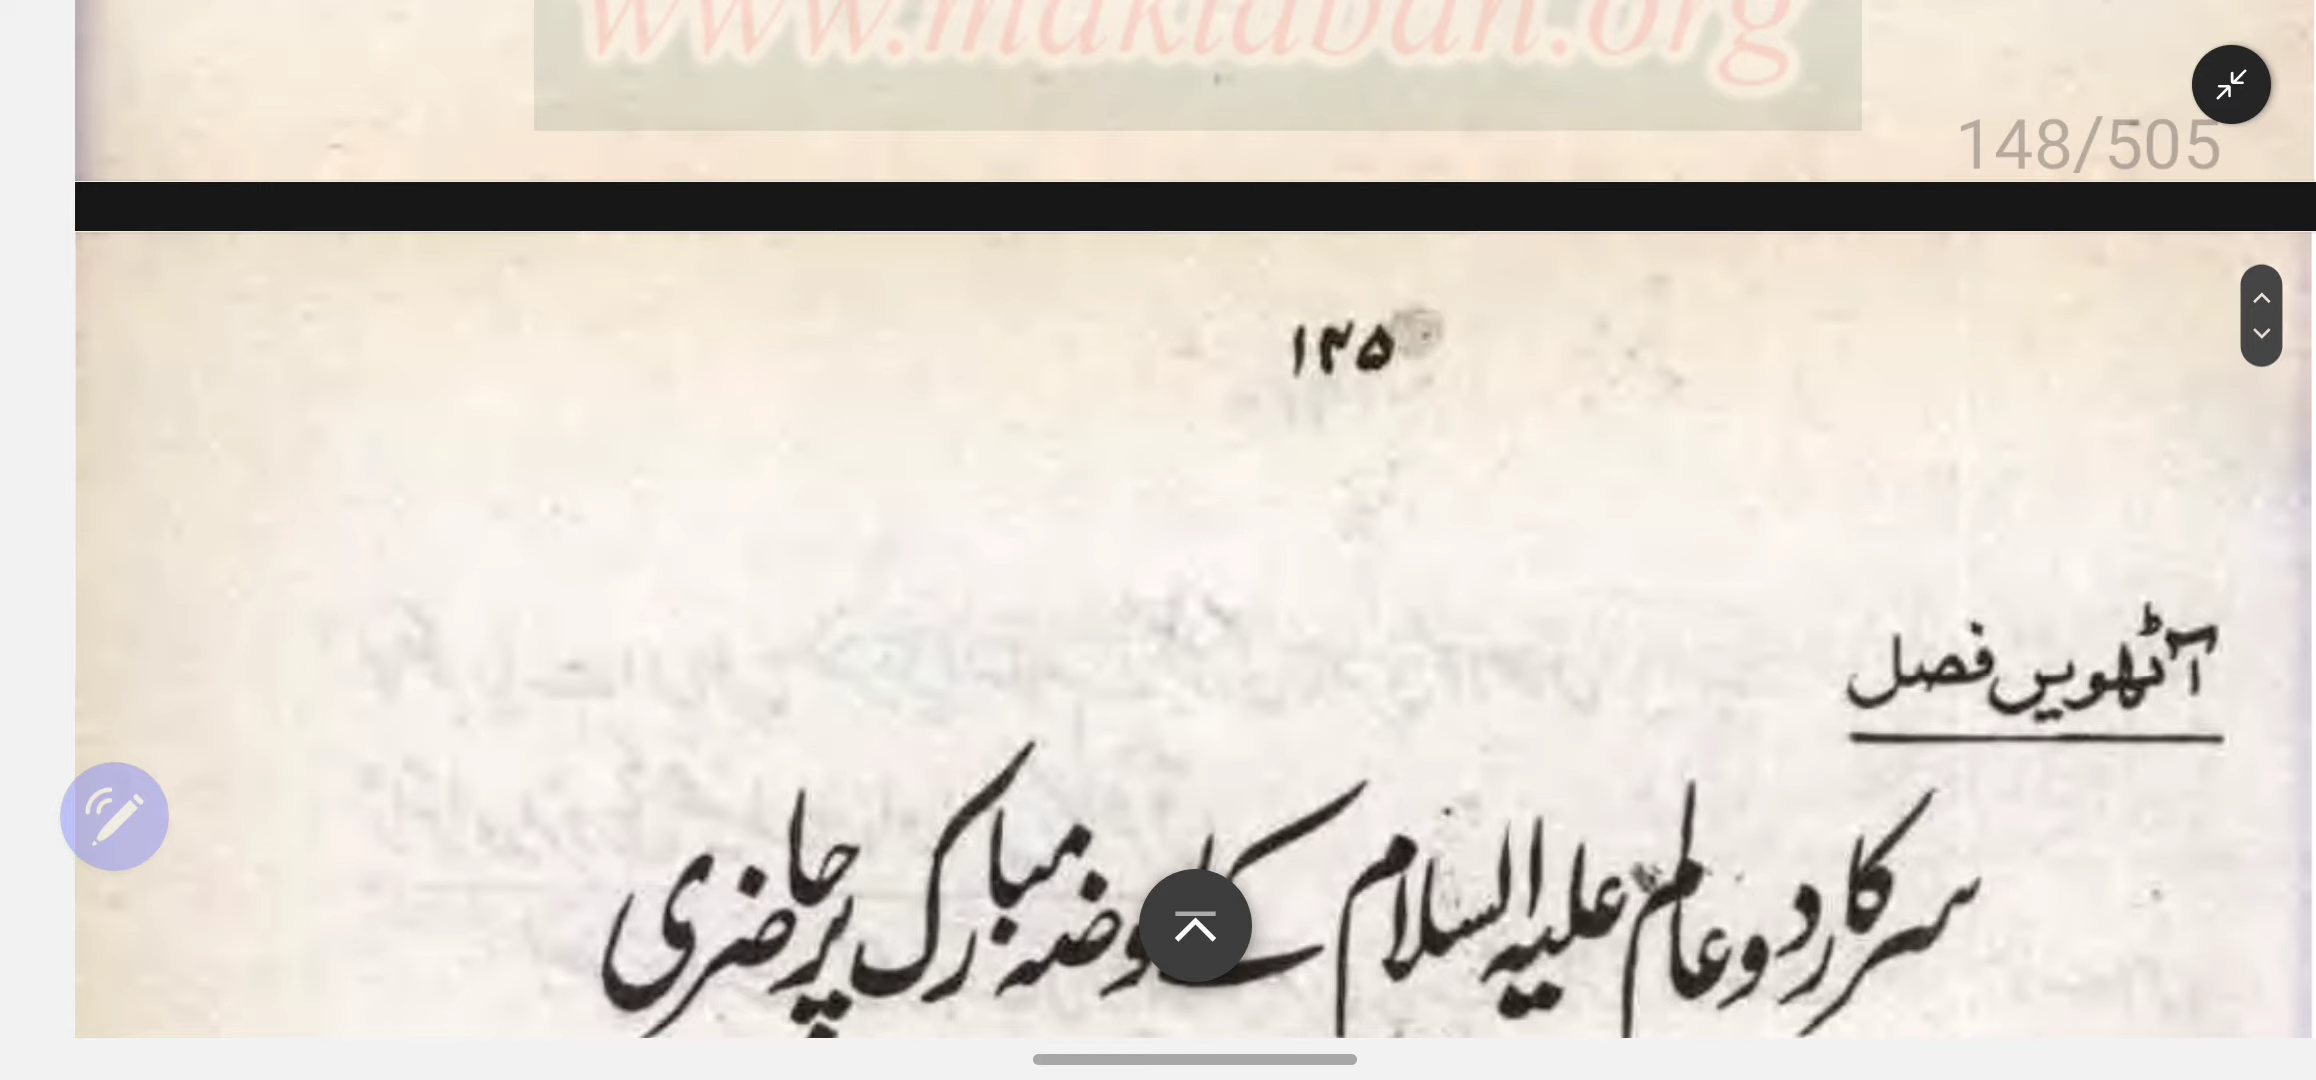 www.maktabah.org
148/505
۱۴۵
آٹھویں فصل
سرکار دو عالم علیہ السلام کے روضہ مبارک پر حاضری